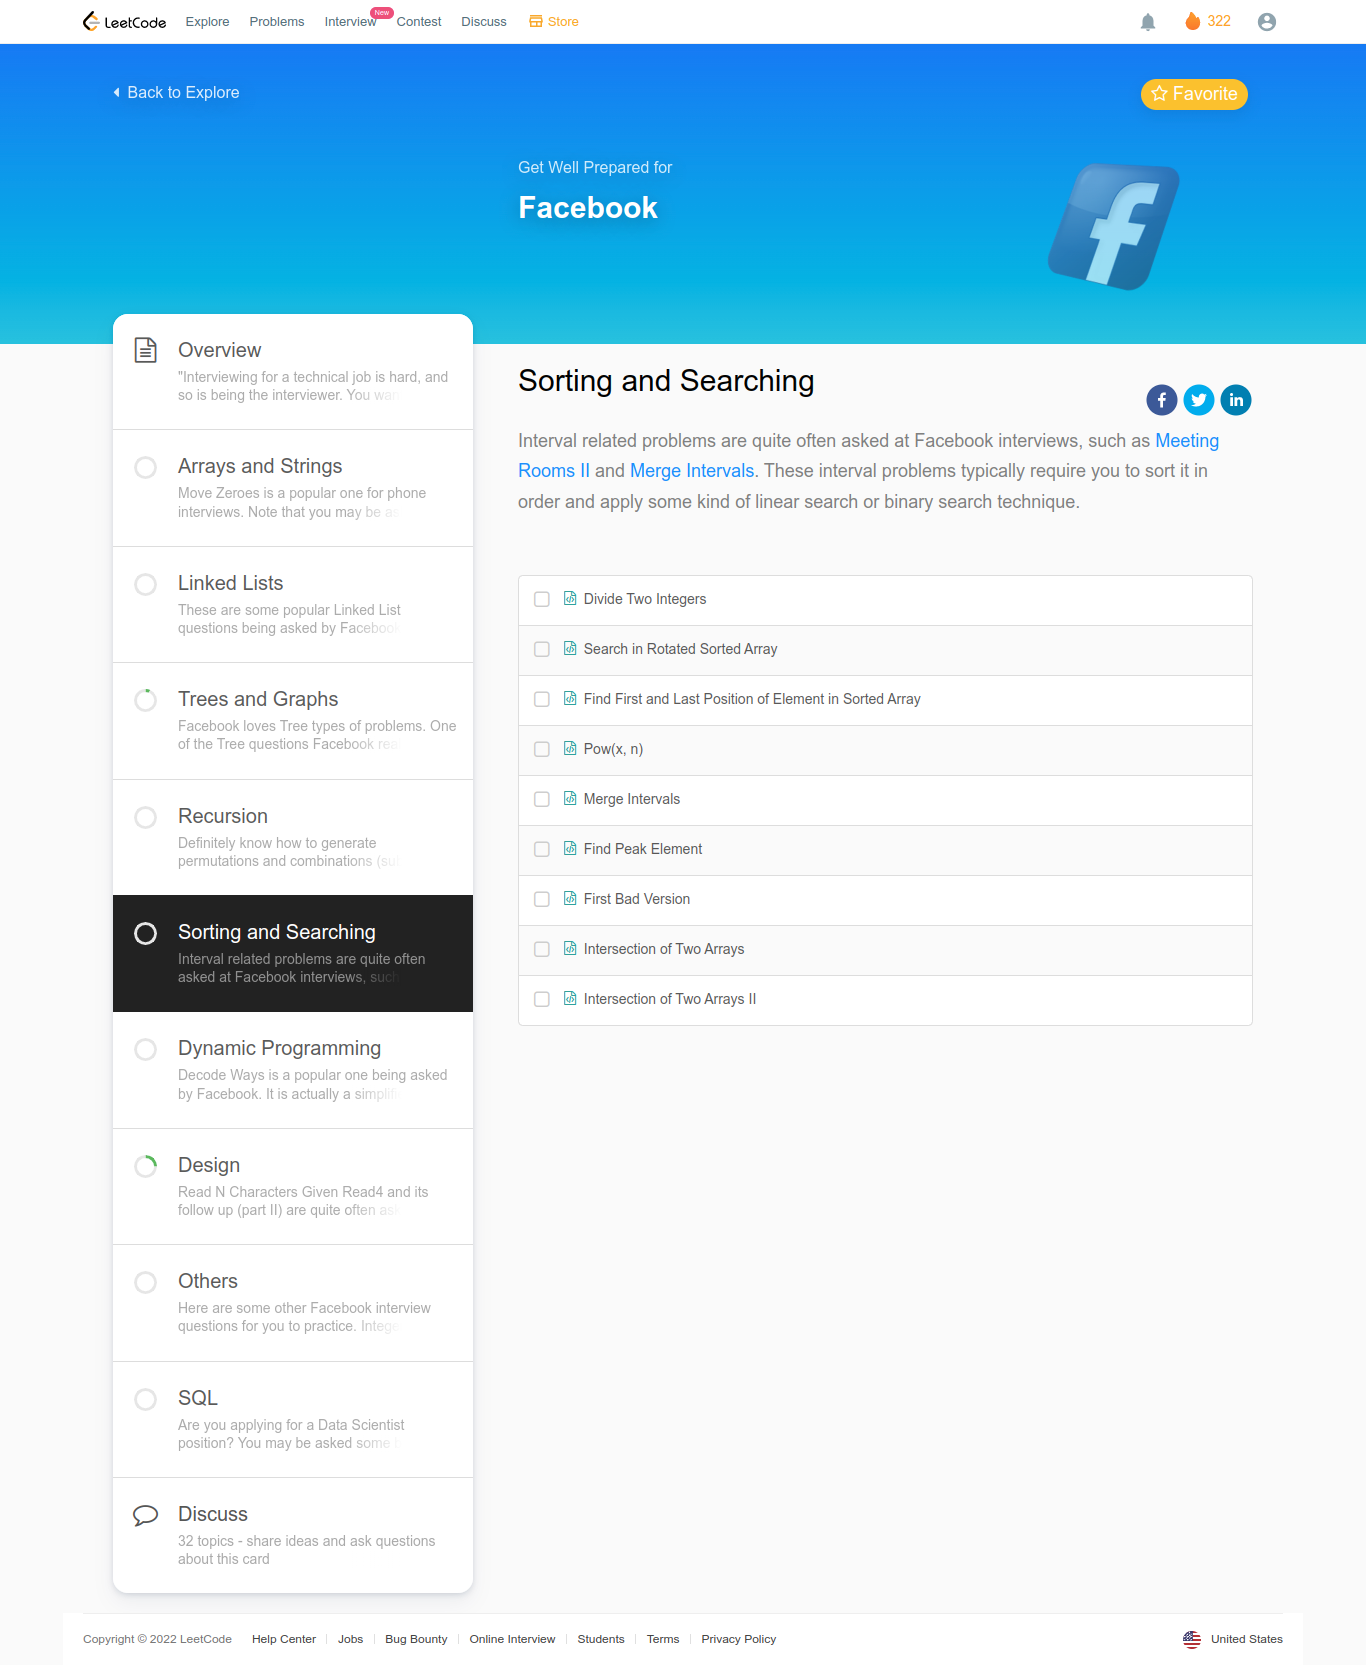 LeetCode
Explore
Problems
Interview
New
Contest
Discuss
Store
322
Back to Explore
Favorite
Get Well Prepared for
Facebook
Overview
"Interviewing for a technical job is hard, and
so is being the interviewer. You wan
Arrays and Strings
Move Zeroes is a popular one for phone
interviews. Note that you may be as
Linked Lists
These are some popular Linked List
questions being asked by Facebook
Trees and Graphs
Facebook loves Tree types of problems. One
of the Tree questions Facebook rea
Recursion
Definitely know how to generate
permutations and combinations (su
Sorting and Searching
Interval related problems are quite often
asked at Facebook interviews, such
Dynamic Programming
Decode Ways is a popular one being asked
by Facebook. It is actually a simplifi
Design
Read N Characters Given Read4 and its
follow up (part II) are quite often as
Others
Here are some other Facebook interview
questions for you to practice. Intege
SQL
Are you applying for a Data Scientist
position? You may be asked some
Discuss
32 topics - share ideas and ask questions
about this card
Sorting and Searching
Interval related problems are quite often asked at Facebook interviews, such as Meeting
Rooms II and Merge Intervals. These interval problems typically require you to sort it in
order and apply some kind of linear search or binary search technique.
Divide Two Integers
Search in Rotated Sorted Array
Find First and Last Position of Element in Sorted Array
Pow(x, n)
Merge Intervals
Find Peak Element
First Bad Version
Intersection of Two Arrays
Intersection of Two Arrays II
Copyright © 2022 LeetCode
Help Center
Jobs
Bug Bounty
Online Interview
Students
Terms
Privacy Policy
United States